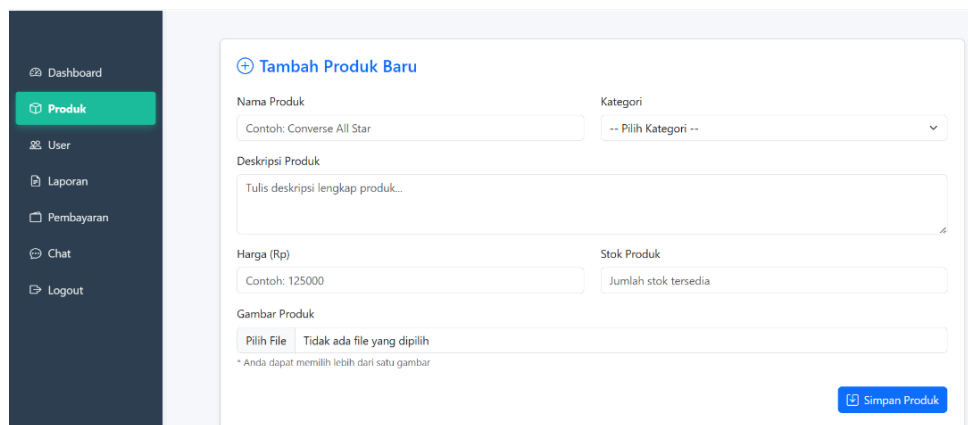 Dashboard
Produk
User
Laporan
Pembayaran
Chat
Logout
Tambah Produk Baru
Nama Produk
Kategori
Contoh: Converse All Star
-- Pilih Kategori --
Deskripsi Produk
Tulis deskripsi lengkap produk...
Harga (Rp)
Stok Produk
Contoh: 125000
Jumlah stok tersedia
Gambar Produk
Pilih File Tidak ada file yang dipilih
* Anda dapat memilih lebih dari satu gambar
Simpan Produk